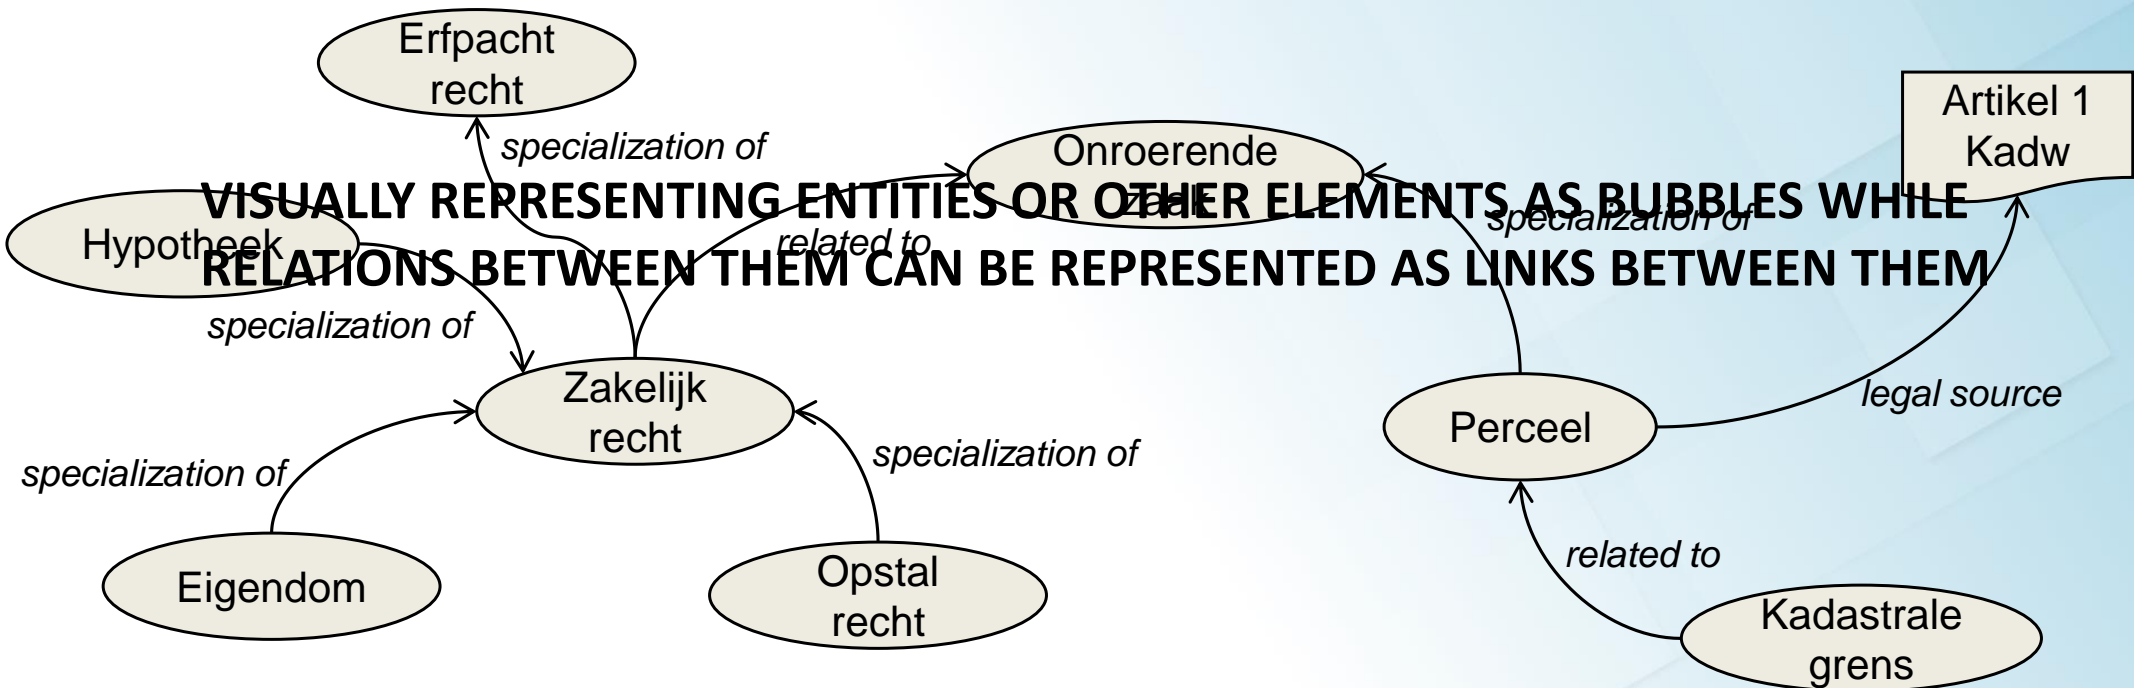 Erfpacht
recht
specialization of
Onroerende
zaak
Artikel 1
Kadw
VISUALLY REPRESENTING ENTITIES OR OTHER ELEMENTS AS BUBBLES WHILE
RELATIONS BETWEEN THEM CAN BE REPRESENTED AS LINKS BETWEEN THEM
Hypotheek
related to
specialization of
specialization of
Zakelijk
recht
legal source
Perceel
specialization of
specialization of
Eigendom
Opstal
recht
related to
Kadastrale
grens